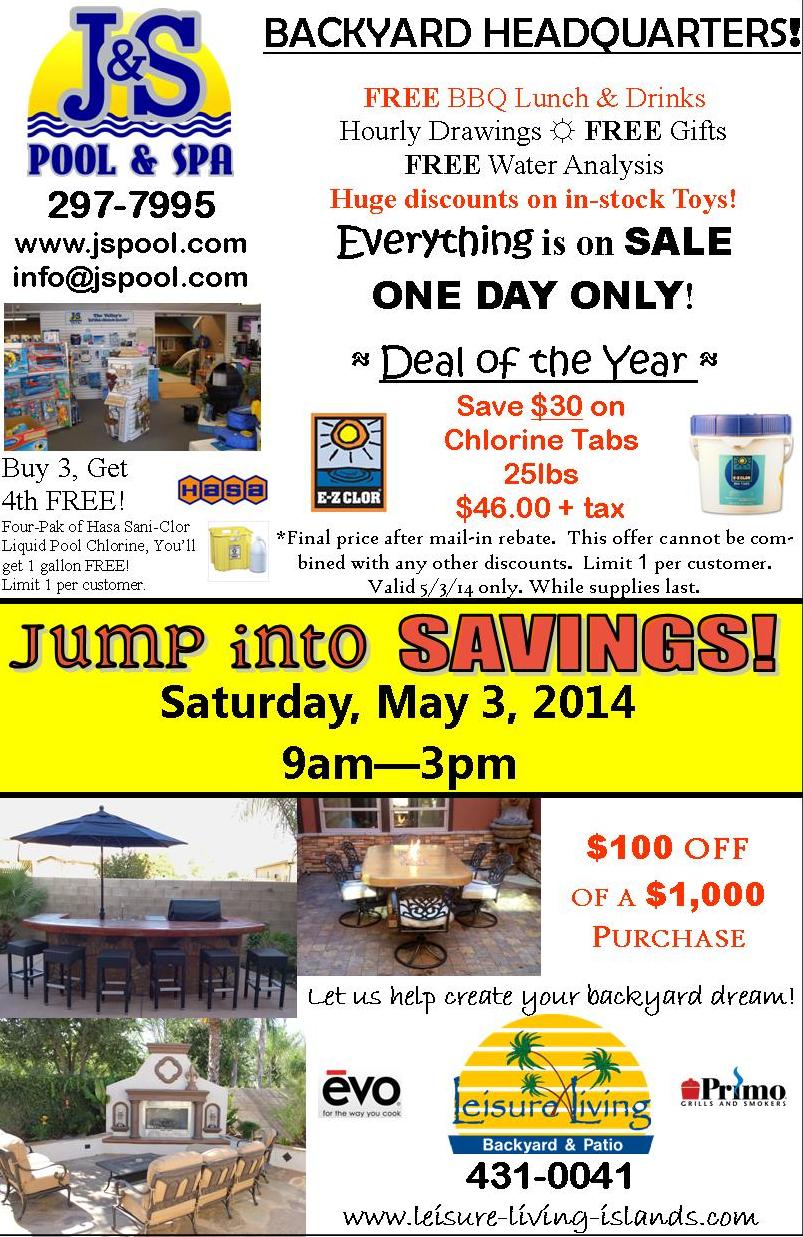 J&S
POOL & SPA
297-7995
www.jspool.com
info@jspool.com
BACKYARD HEADQUARTERS!
FREE BBQ Lunch & Drinks
Hourly Drawings ☼ FREE Gifts
FREE Water Analysis
Huge discounts on in-stock Toys!
Everything is on SALE
ONE DAY ONLY!
≈ Deal of the Year ≈
Save $30 on
Chlorine Tabs
25lbs
$46.00 + tax
E-Z CLOR
E-Z CLOR
*Final price after mail-in rebate. This offer cannot be com-
bined with any other discounts. Limit 1 per customer.
Valid 5/3/14 only. While supplies last.
J&S
Buy 3, Get
4th FREE!
HASA
Four-Pak of Hasa Sani-Clor
Liquid Pool Chlorine, You'll
get 1 gallon FREE!
Limit 1 per customer.
Jump into SAVINGS!
Saturday, May 3, 2014
9am—3pm
$100 OFF
OF A $1,000
PURCHASE
Let us help create your backyard dream!
evo
for the way you cook
Leisure Living
Backyard & Patio
Primo
GRILLS AND SMOKERS
431-0041
www.leisure-living-islands.com